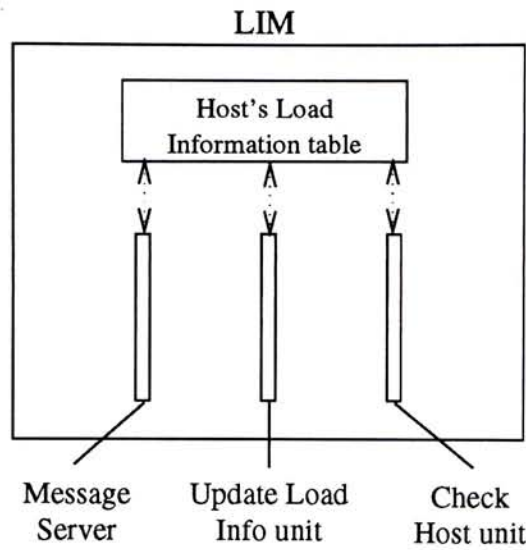 LIM
Host's Load
Information table
Message
Server
Update Load
Info unit
Check
Host unit